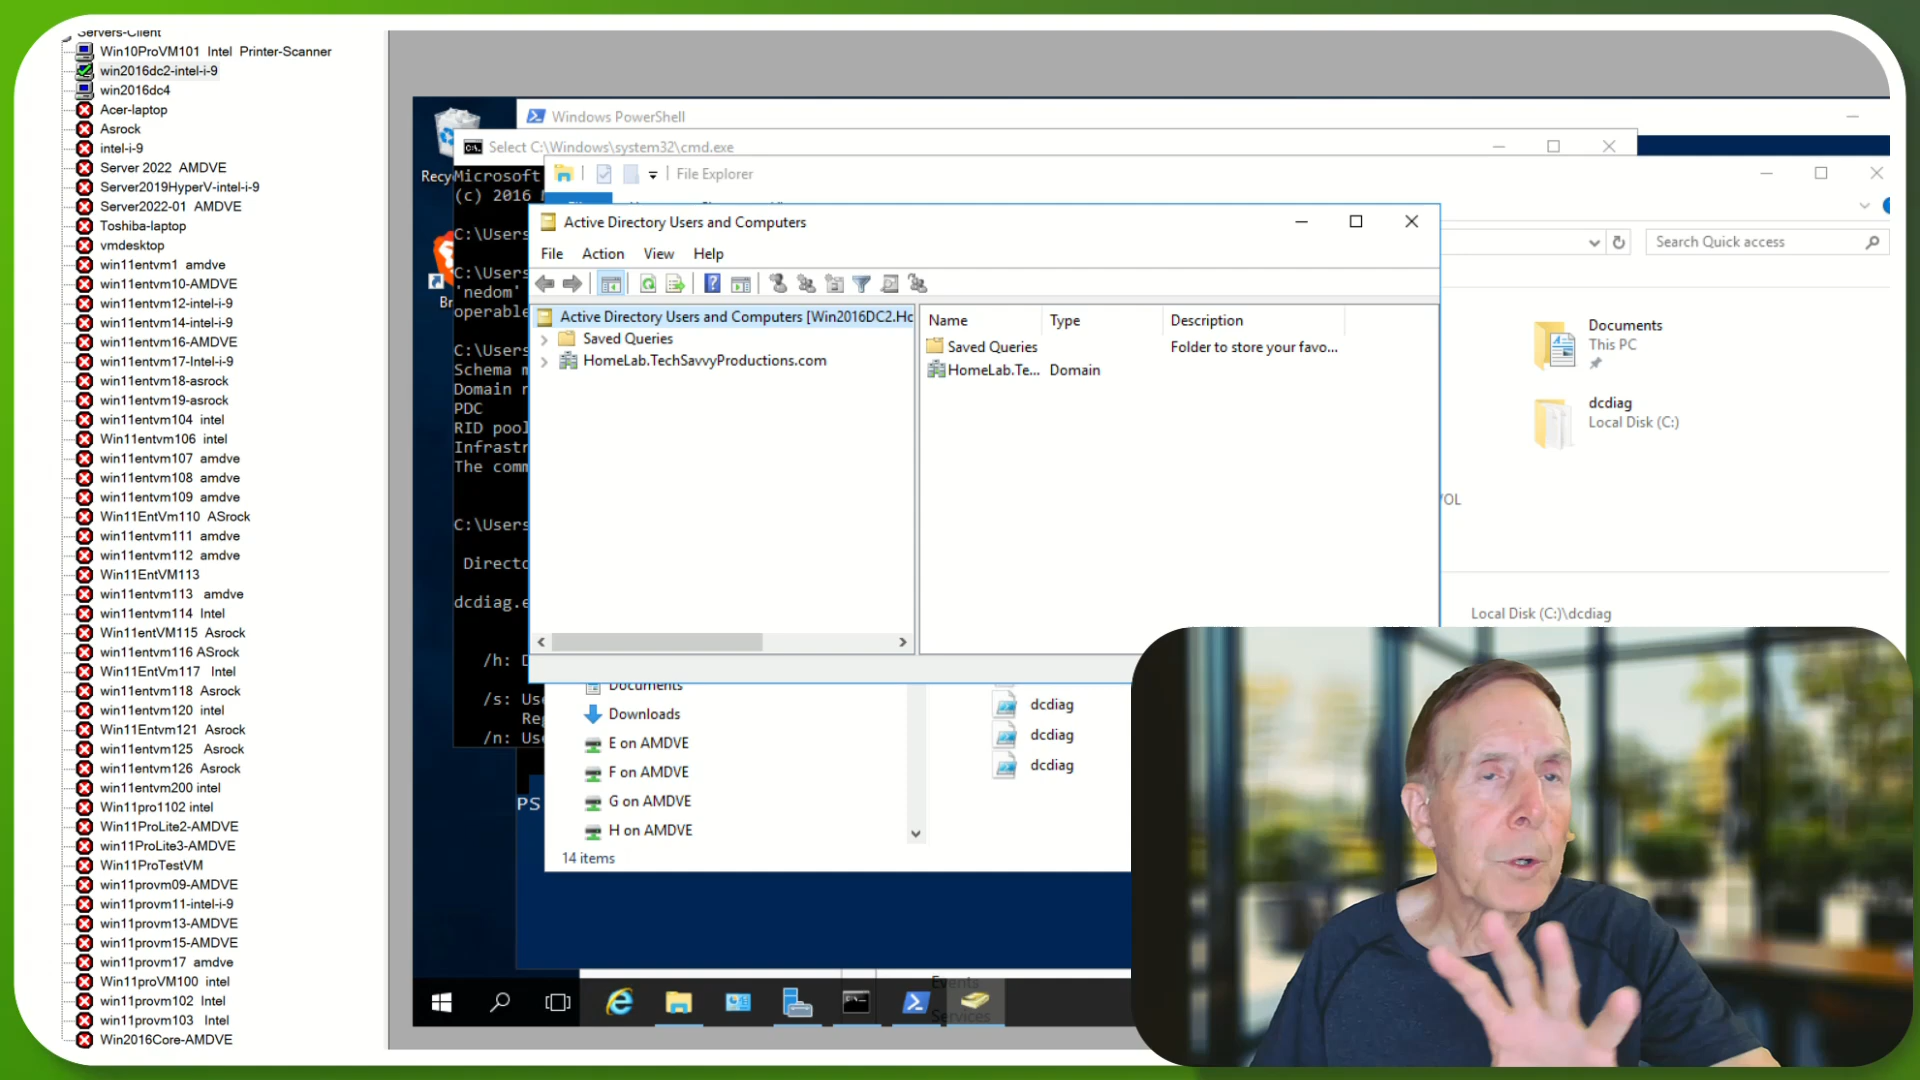 Servers-Client
Win10ProVM101 Intel Printer-Scanner
win2016dc2-intel-i-9
win2016dc4
Acer-laptop
Asrock
intel-i-9
Server 2022 AMDVE
Server2019HyperV-intel-i-9
Server2022-01 AMDVE
Toshiba-laptop
vmdesktop
win11entvm1 amdve
win11entvm10-AMDVE
win11entvm12-intel-i-9
win11entvm14-intel-i-9
win11entvm16-AMDVE
win11entvm17-Intel-i-9
win11entvm18-asrock
win11entvm19-asrock
win11entvm104 intel
Win11entvm106 intel
win11entvm107 amdve
win11entvm108 amdve
win11entvm109 amdve
Win11EntVm110 ASrock
win11entvm111 amdve
win11entvm112 amdve
Win11EntVM113
win11entvm113 amdve
win11entvm114 Intel
Win11entVM115 Asrock
win11entvm116 ASrock
Win11EntVm117 Intel
win11entvm118 Asrock
win11entvm120 intel
Win11Entvm121 Asrock
win11entvm125 Asrock
win11entvm126 Asrock
win11entvm200 intel
Win11pro1102 intel
Win11ProLite2-AMDVE
win11ProLite3-AMDVE
Win11ProTestVM
win11provm09-AMDVE
win11provm11-intel-i-9
win11provm13-AMDVE
win11provm15-AMDVE
win11provm17 amdve
Win11proVM100 intel
win11provm102 Intel
win11provm103 Intel
Win2016Core-AMDVE
Windows PowerShell
Select C:\Windows\system32\cmd.exe
File Explorer
Recy
Microsoft
(c) 2016
C:\Users
C:\Users
'nedom'
operable
Br
C:\Users
Schema m
Domain n
PDC
RID pool
Infrastr
The comm
C:\Users
Directo
dcdiag.e
/h: D
/s: Use
Re
/n: Use
PS
Active Directory Users and Computers
File Action View Help
Active Directory Users and Computers [Win2016DC2.Hc
Saved Queries
HomeLab.TechSavvyProductions.com
Name Type Description
Saved Queries Folder to store your favo...
HomeLab.Te... Domain
Search Quick access
Documents
This PC
dcdiag
Local Disk (C:)
/OL
Local Disk (C:)\dcdiag
Documents
Downloads
E on AMDVE
F on AMDVE
G on AMDVE
H on AMDVE
dcdiag
dcdiag
dcdiag
14 items
Events
Services